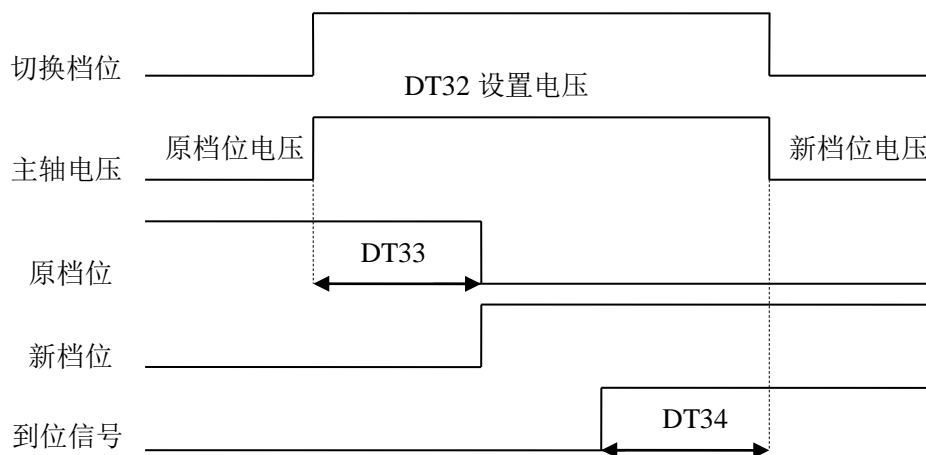 切换档位
DT32 设置电压
原档位电压
新档位电压
主轴电压
DT33
原档位
新档位
DT34
到位信号